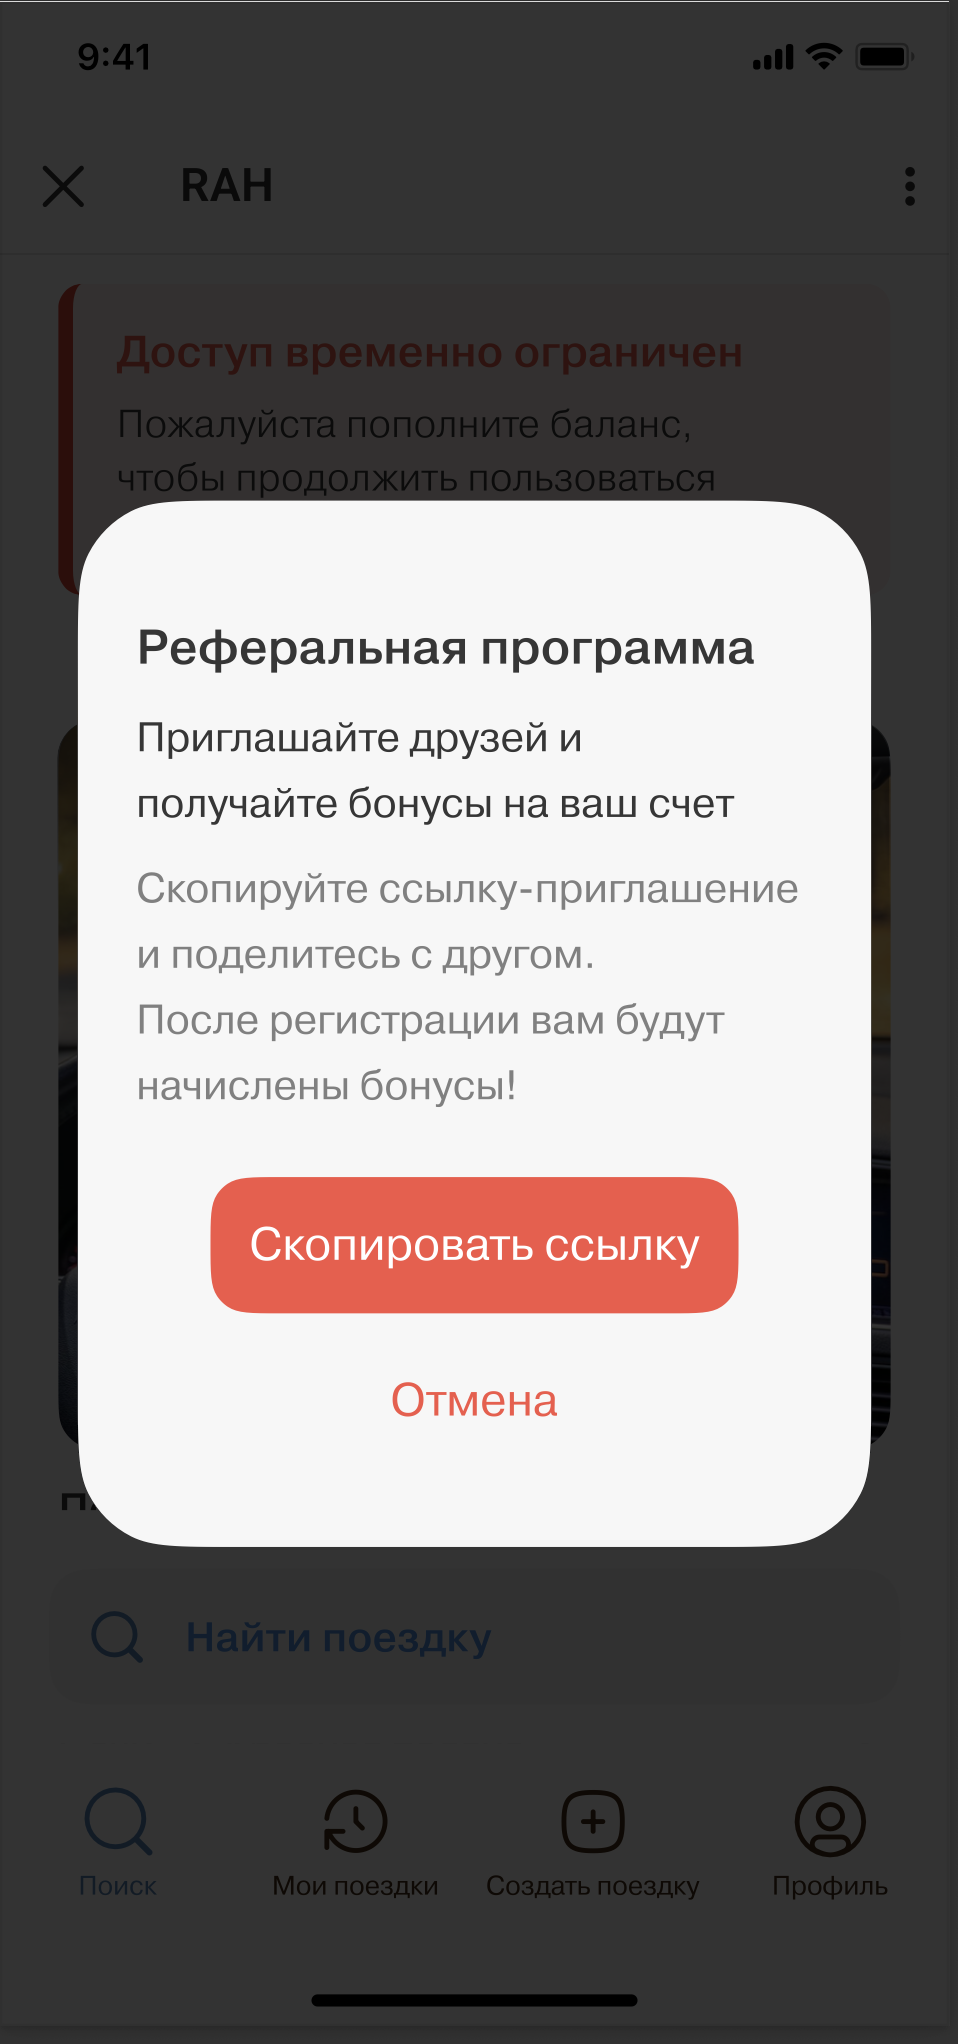 9:41
RAH
Доступ временно ограничен
Пожалуйста пополните баланс,
чтобы продолжить пользоваться
Реферальная программа
Приглашайте друзей и
получайте бонусы на ваш счет
Скопируйте ссылку-приглашение
и поделитесь с другом.
После регистрации вам будут
начислены бонусы!
Скопировать ссылку
Отмена
Найти поездку
Поиск
Мои поездки
Создать поездку
Профиль